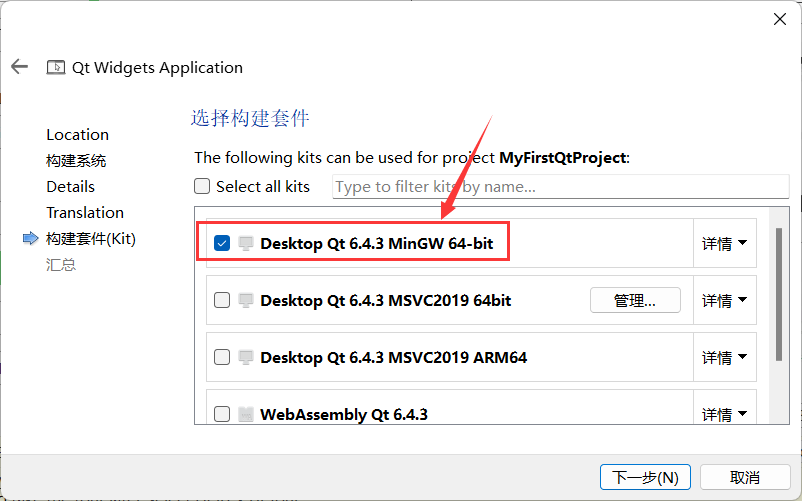 Qt Widgets Application
选择构建套件
Location
构建系统
Details
Translation
构建套件(Kit)
汇总
The following kits can be used for project MyFirstQtProject:
Select all kits
Type to filter kits by name...
Desktop Qt 6.4.3 MinGW 64-bit
详情
Desktop Qt 6.4.3 MSVC2019 64bit
管理...
详情
Desktop Qt 6.4.3 MSVC2019 ARM64
详情
WebAssembly Qt 6.4.3
详情
下一步(N)
取消